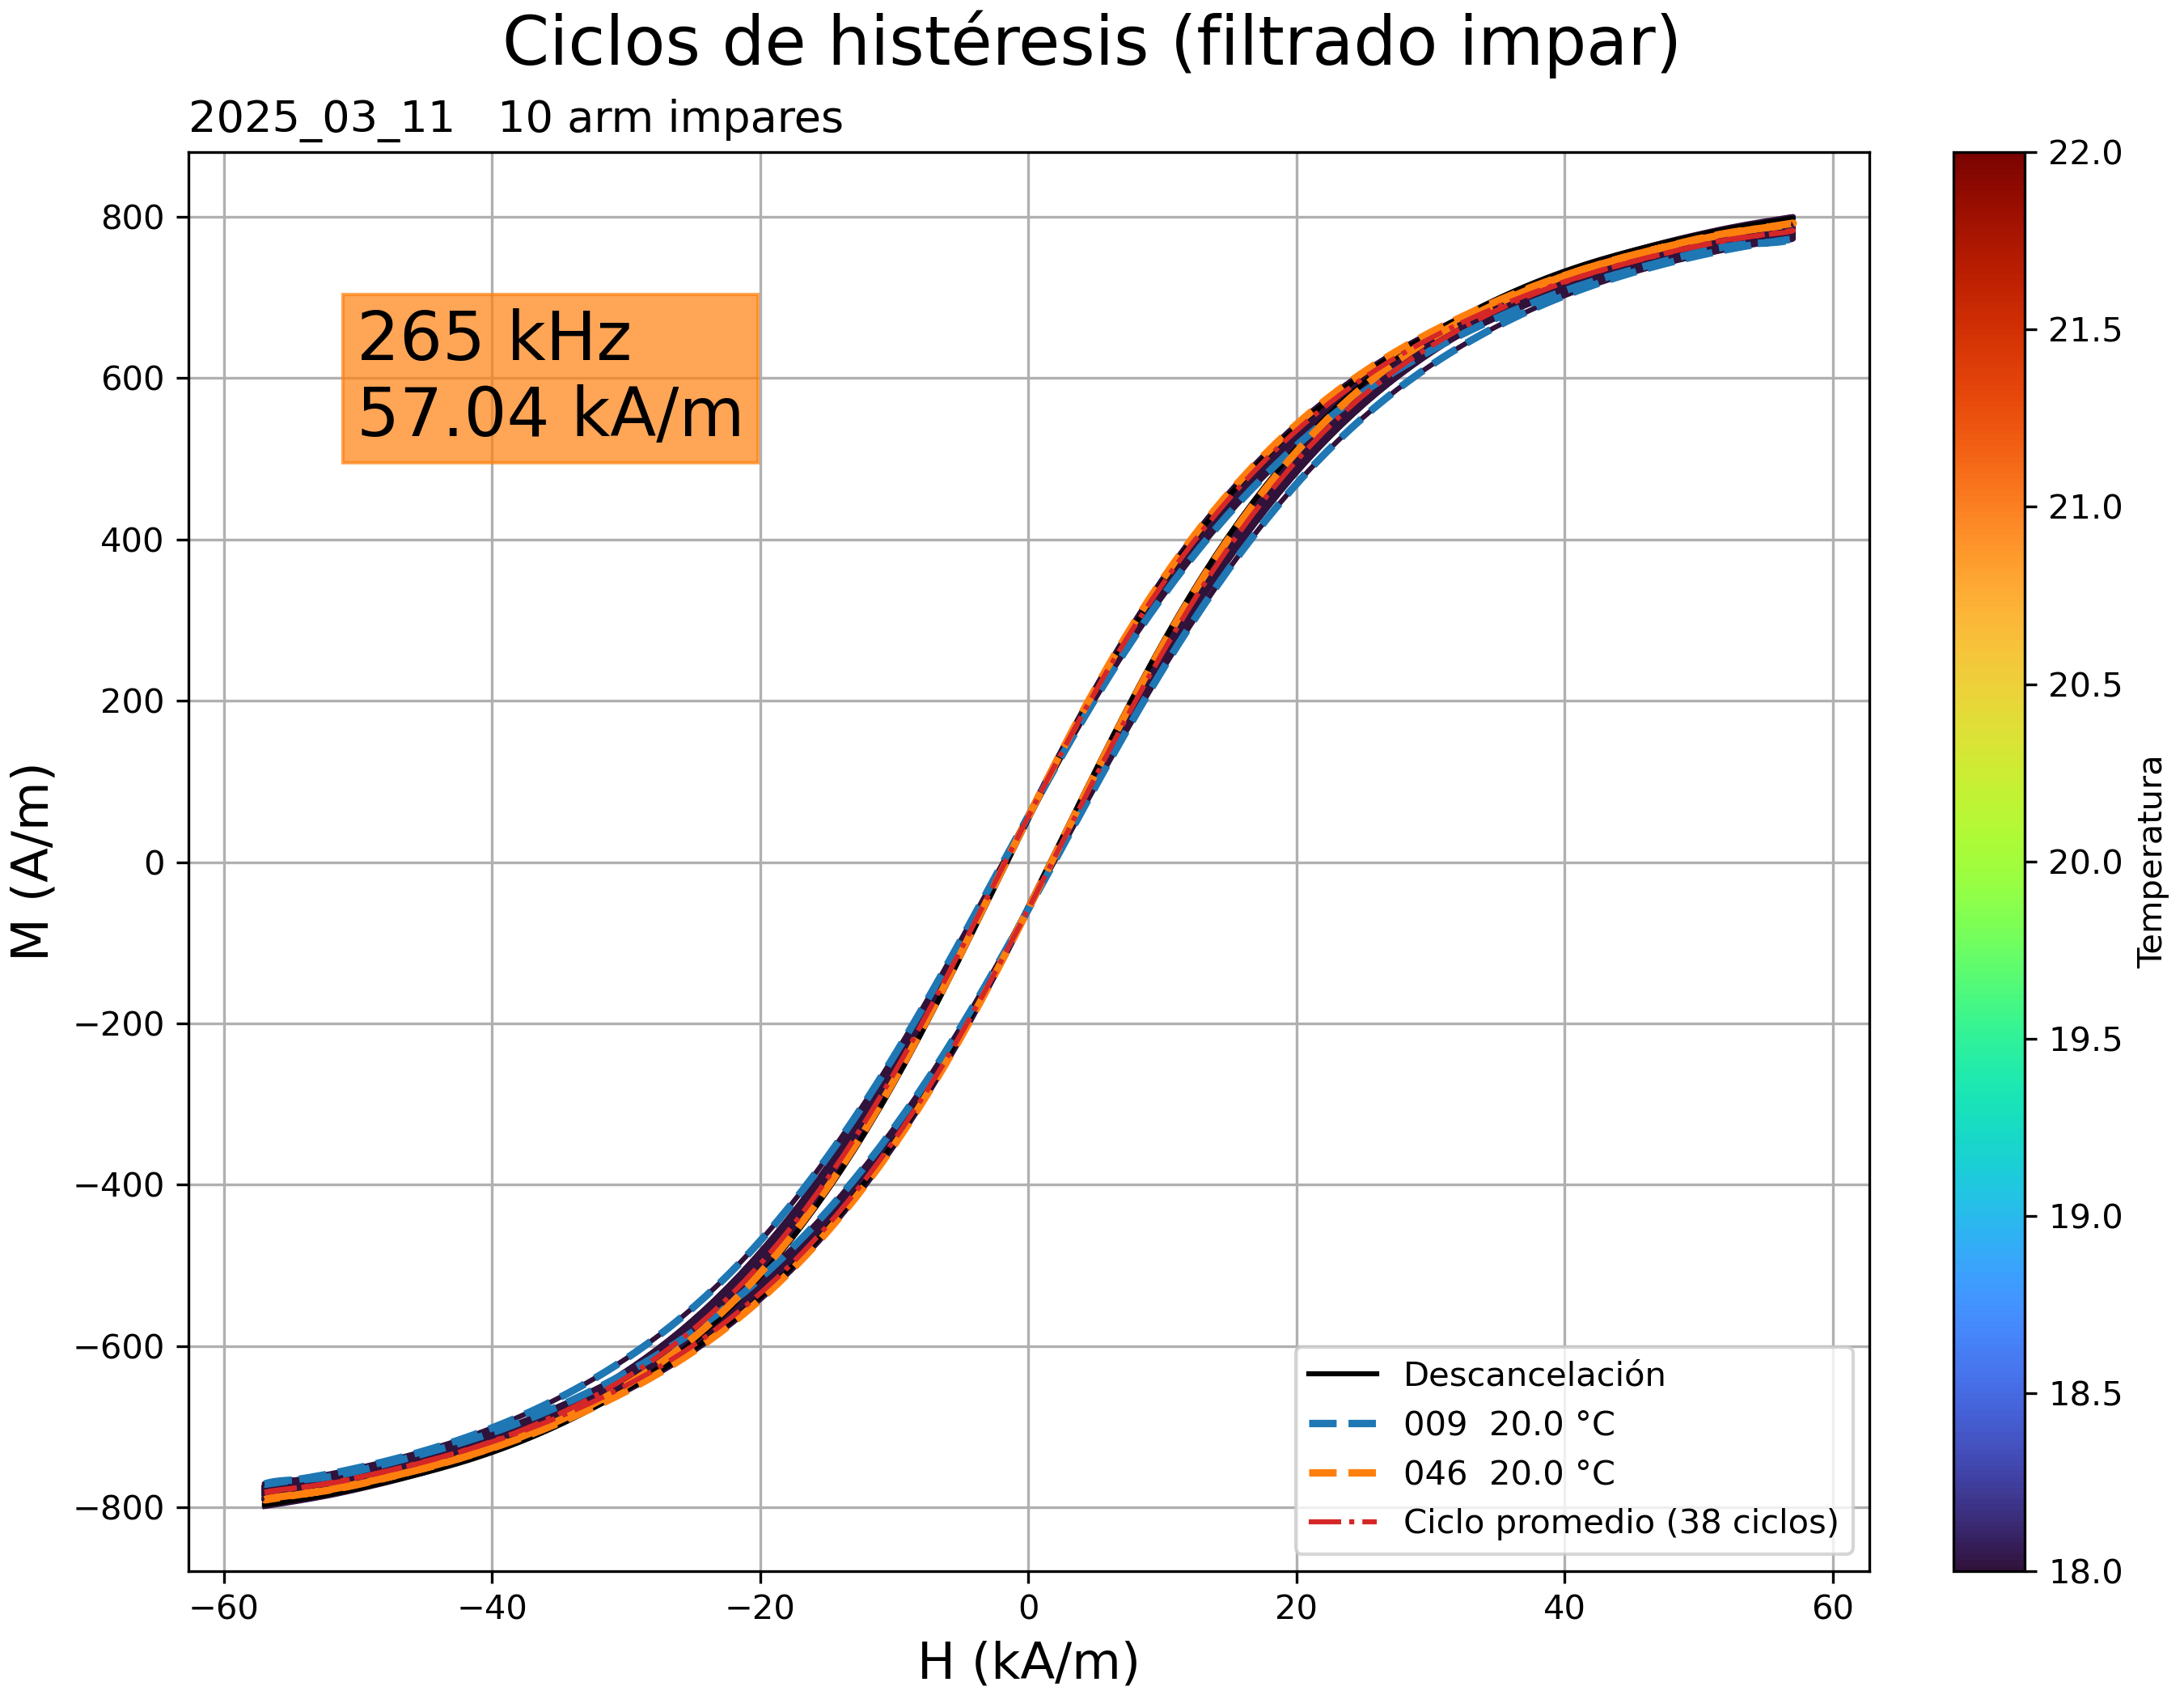 Ciclos de histéresis (filtrado impar)
2025_03_11   10 arm impares
265 kHz
57.04 kA/m
M (A/m)
800
600
400
200
0
−200
−400
−600
−800
−60
−40
−20
0
20
40
60
H (kA/m)
Descancelación
009  20.0 °C
046  20.0 °C
Ciclo promedio (38 ciclos)
22.0
21.5
21.0
20.5
20.0
19.5
19.0
18.5
18.0
Temperatura